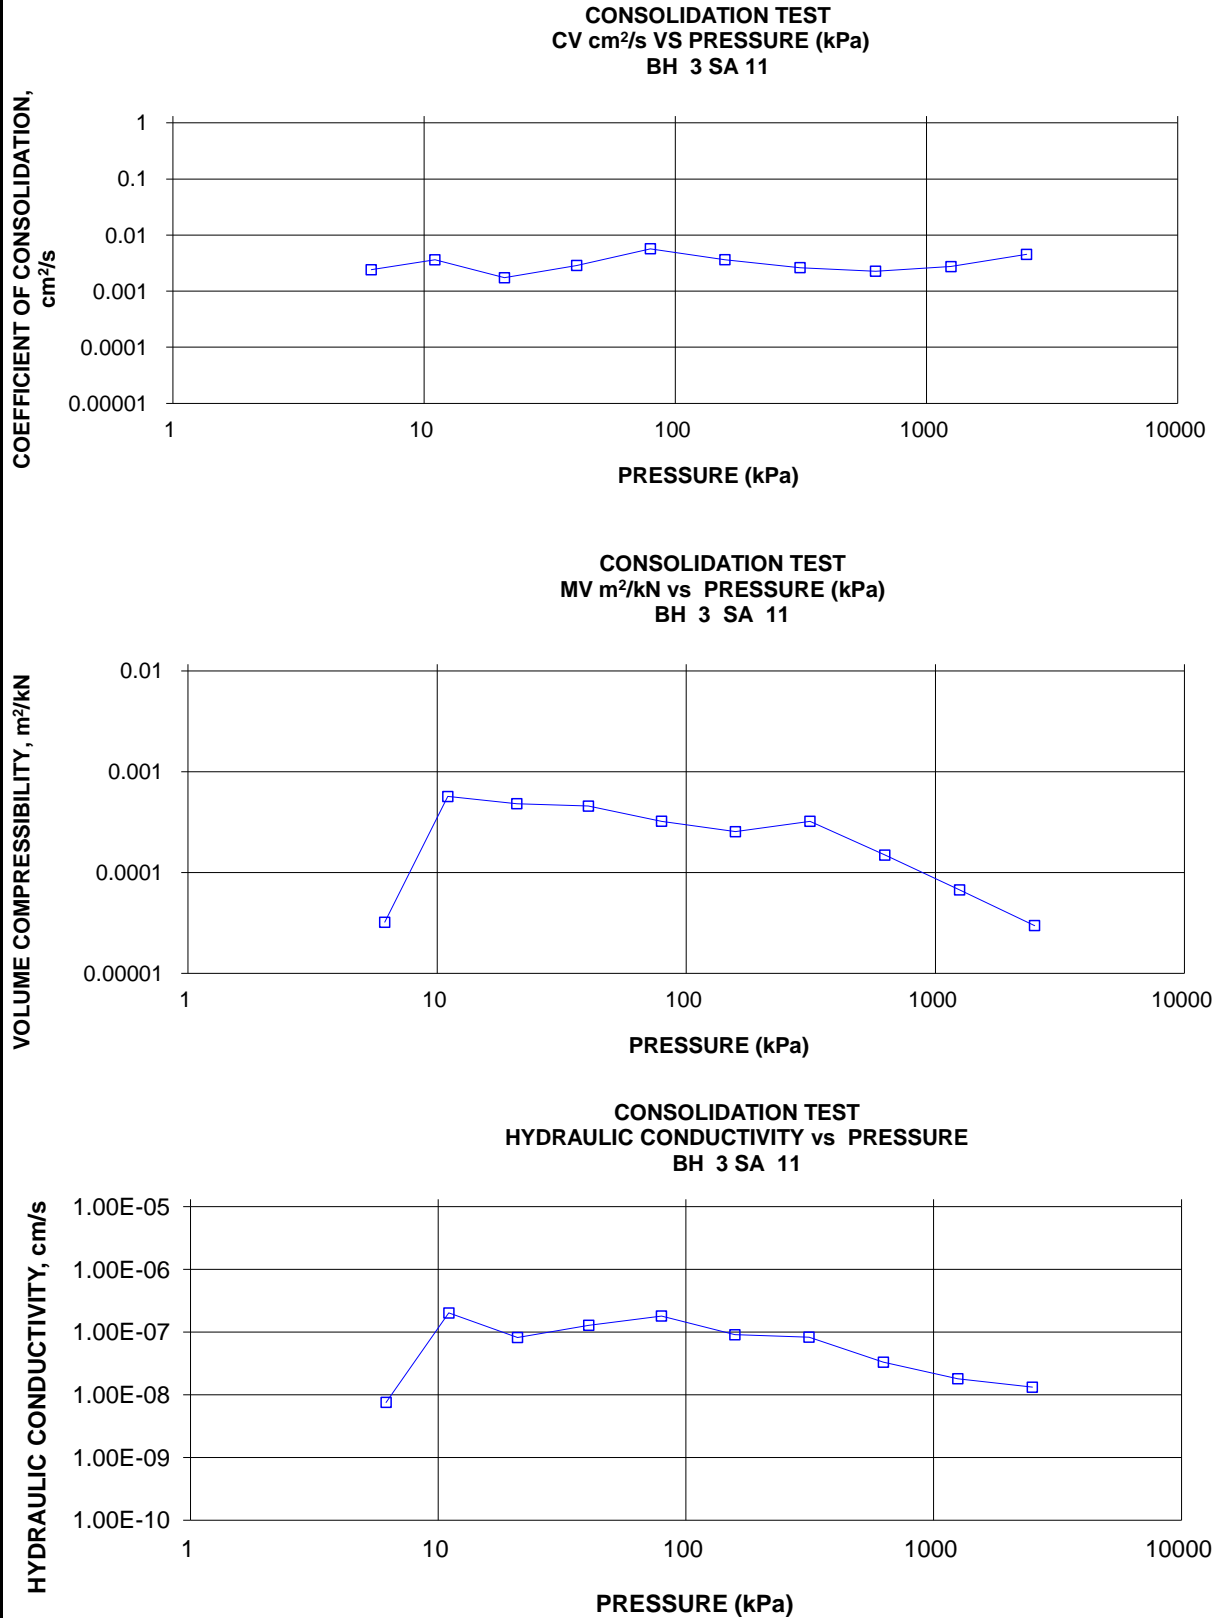 CONSOLIDATION TEST
CV cm²/s VS PRESSURE (kPa)
BH 3 SA 11
COEFFICIENT OF CONSOLIDATION,
cm²/s
1
0.1
0.01
0.001
0.0001
0.00001
1 10 100 1000 10000
PRESSURE (kPa)
CONSOLIDATION TEST
MV m²/kN vs PRESSURE (kPa)
BH 3 SA 11
VOLUME COMPRESSIBILITY, m²/kN
0.01
0.001
0.0001
0.00001
1 10 100 1000 10000
PRESSURE (kPa)
CONSOLIDATION TEST
HYDRAULIC CONDUCTIVITY vs PRESSURE
BH 3 SA 11
HYDRAULIC CONDUCTIVITY, cm/s
1.00E-05
1.00E-06
1.00E-07
1.00E-08
1.00E-09
1.00E-10
1 10 100 1000 10000
PRESSURE (kPa)